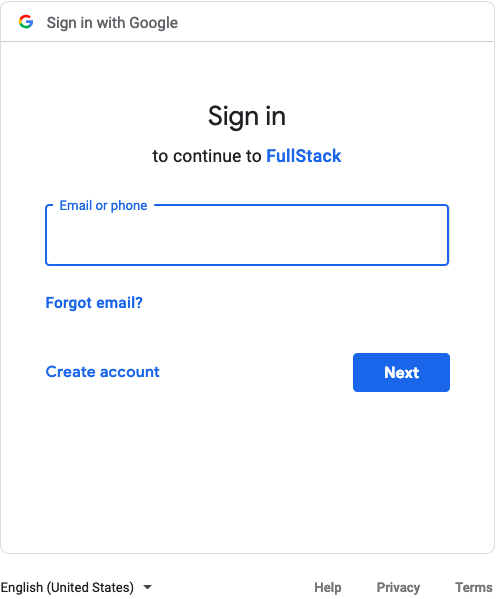 Sign in with Google
Sign in
to continue to FullStack
Email or phone
Forgot email?
Create account
Next
English (United States)
Help
Privacy
Terms